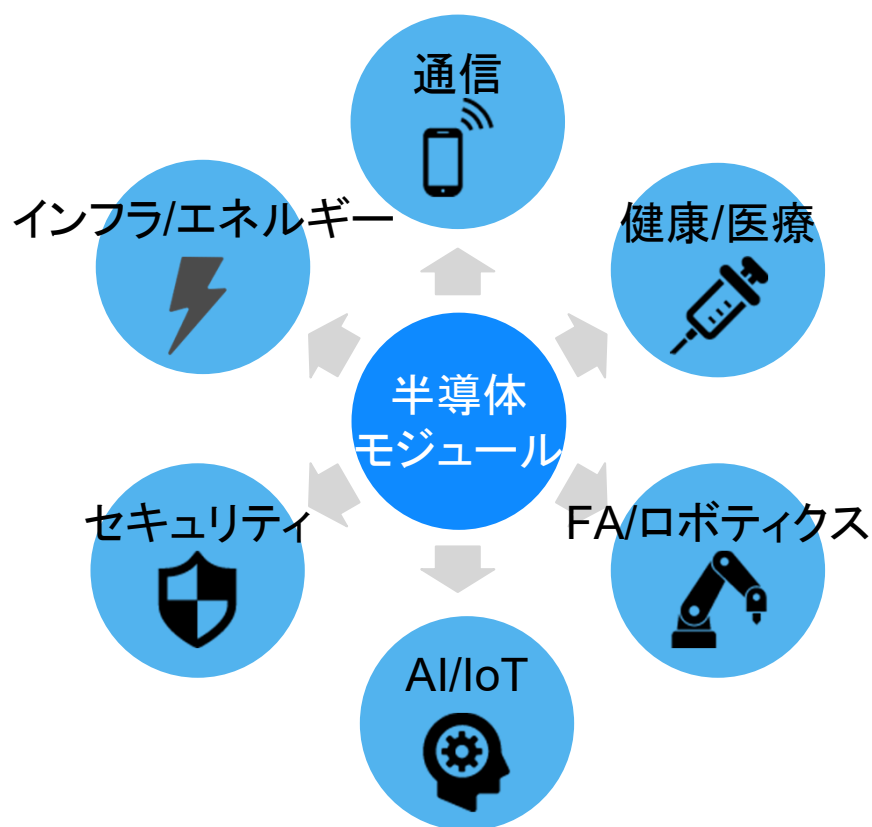 通信
インフラ/エネルギー
健康/医療
半導体
モジュール
セキュリティ
FA/ロボティクス
AI/IoT